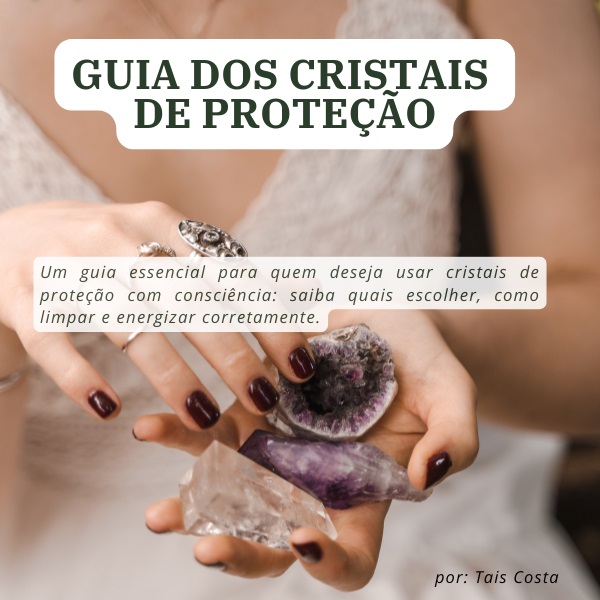 GUIA DOS CRISTAIS
DE PROTEÇÃO
Um guia essencial para quem deseja usar cristais de
proteção com consciência: saiba quais escolher, como
limpar e energizar corretamente.
por: Tais Costa